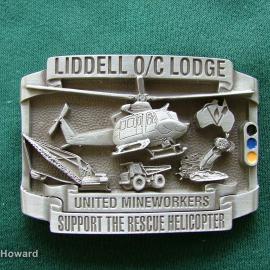 LIDDELL O/C LODGE
UNITED MINEWORKERS
SUPPORT THE RESCUE HELICOPTER
Howard